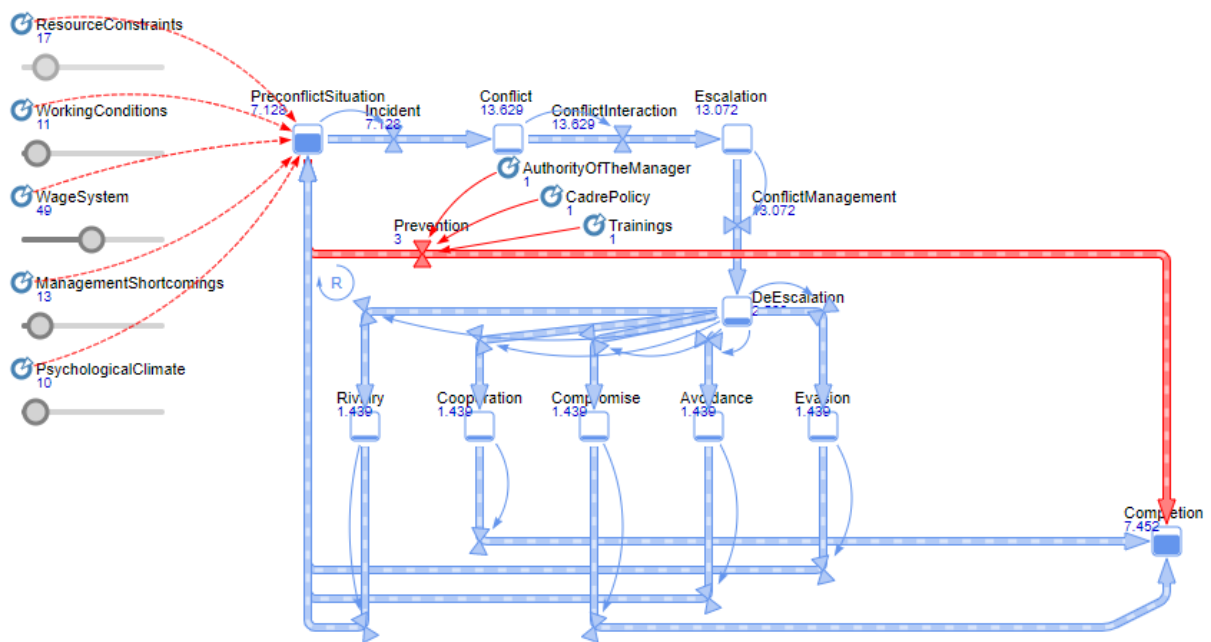 ResourceConstraints
17
WorkingConditions
11
WageSystem
49
ManagementShortcomings
13
PsychologicalClimate
10
PreconflictSituation
7.128
Incident
7.128
Conflict
13.629
ConflictInteraction
13.629
Escalation
13.072
AuthorityOfTheManager
1
CadrePolicy
1
Trainings
1
Prevention
3
ConflictManagement
13.072
R
DeEscalation
Rivalry
1.439
Cooperation
1.439
Compromise
1.439
Avoidance
1.439
Evasion
1.439
Completion
7.452